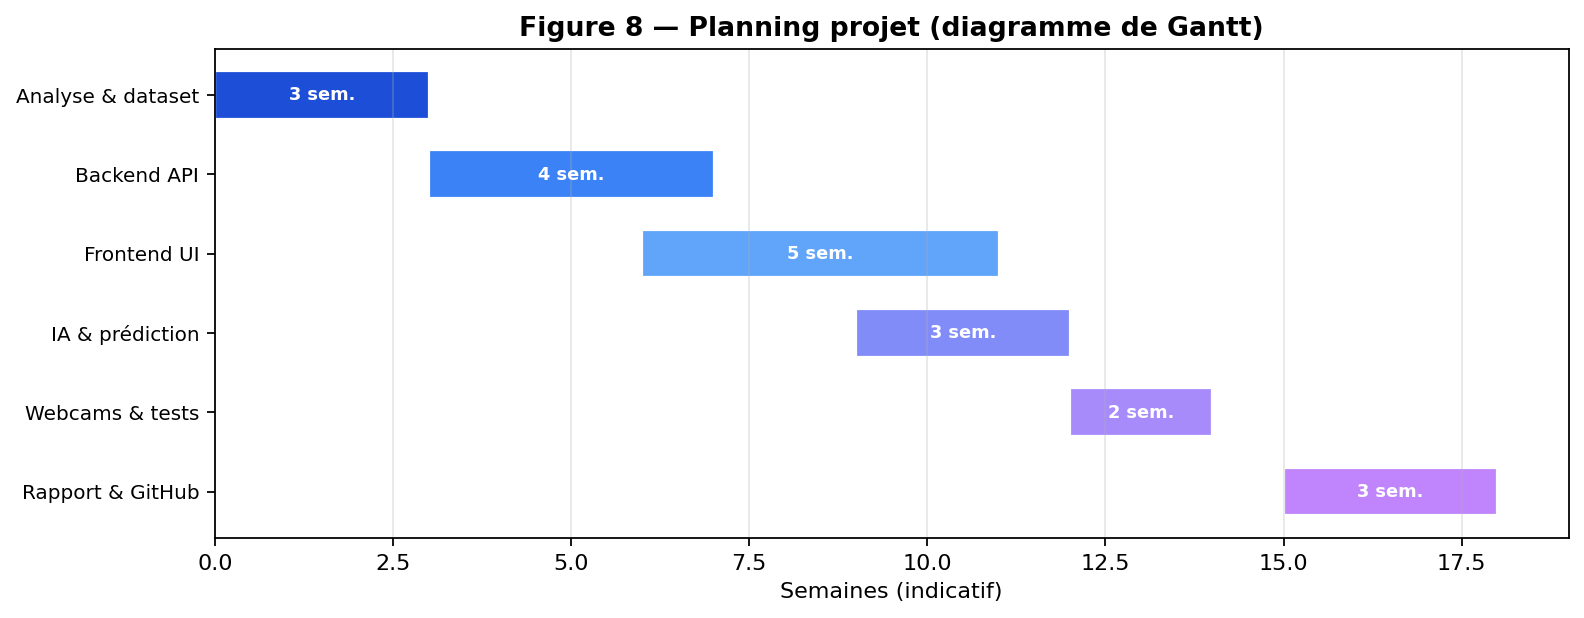 Figure 8 — Planning projet (diagramme de Gantt)
Analyse & dataset
3 sem.
Backend API
4 sem.
Frontend UI
5 sem.
IA & prédiction
3 sem.
Webcams & tests
2 sem.
Rapport & GitHub
3 sem.
0.0 2.5 5.0 7.5 10.0 12.5 15.0 17.5
Semaines (indicatif)